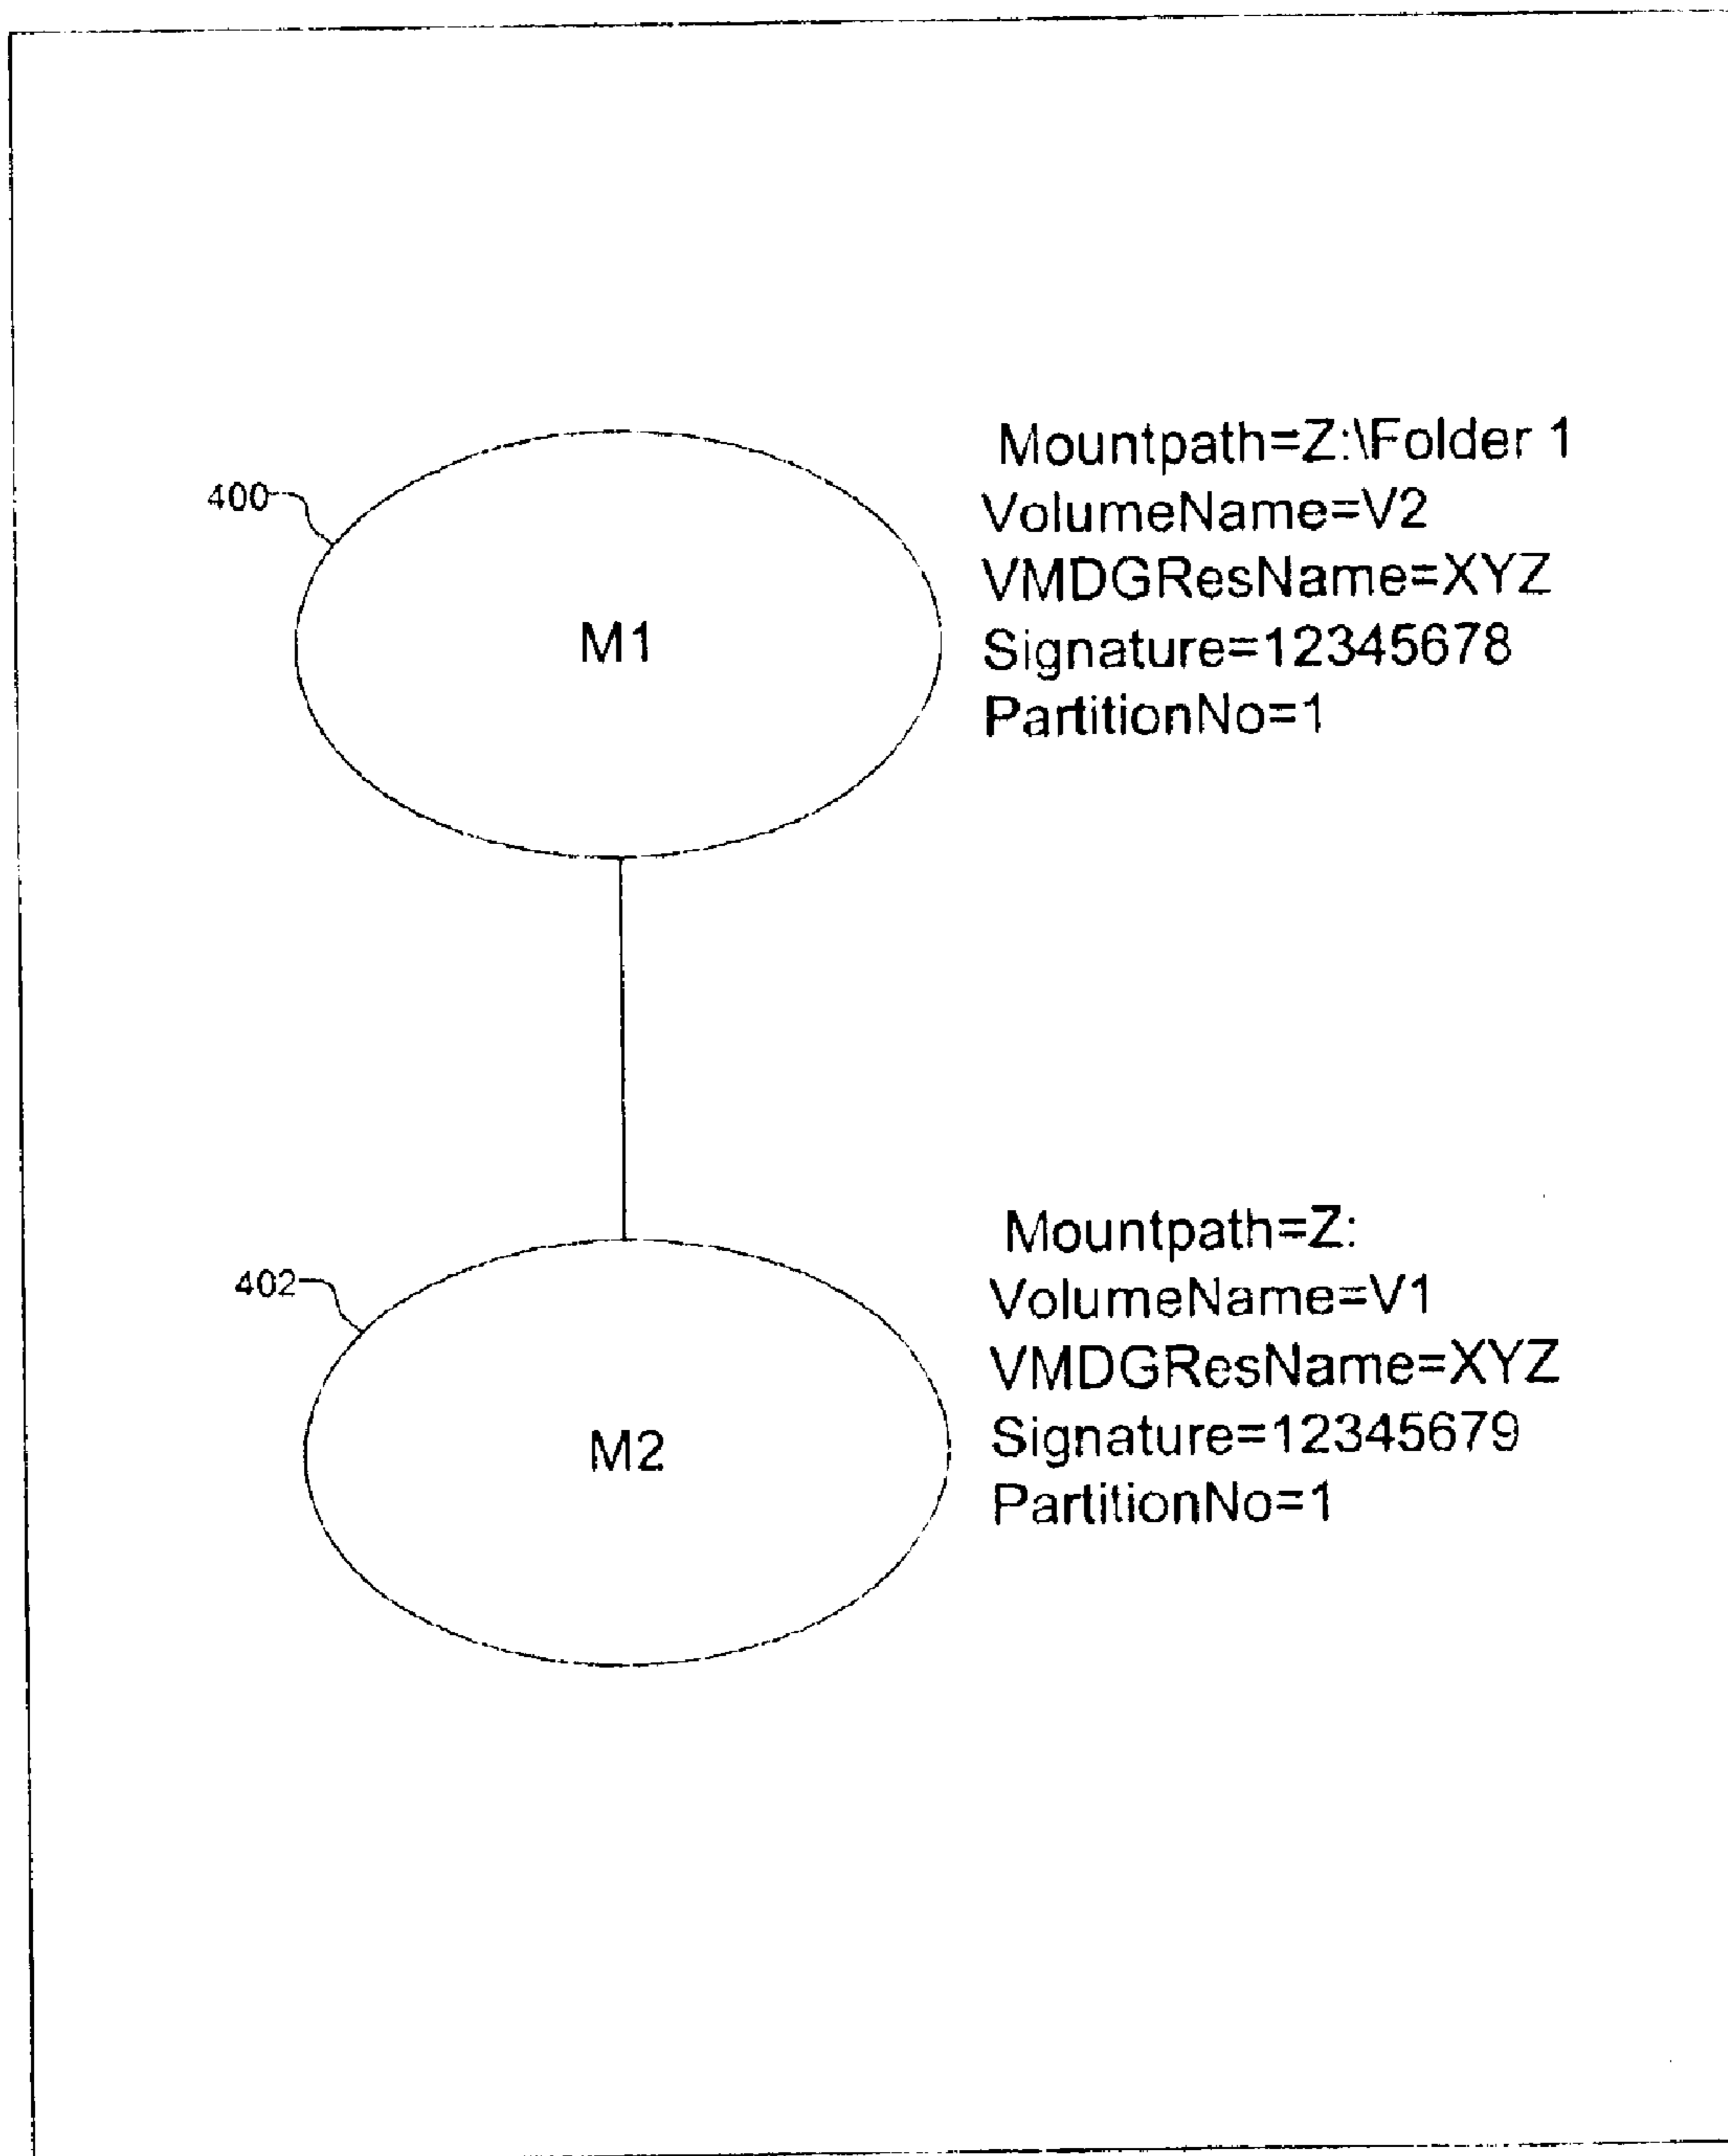 Mountpath=Z:\Folder 1
400
VolumeName=V2
VMDGResName=XYZ
M1
Signature=12345678
PartitionNo=1
Mountpath=Z:
402
VolumeName=V1
VMDGResName=XYZ
M2
Signature=12345679
PartitionNo=1